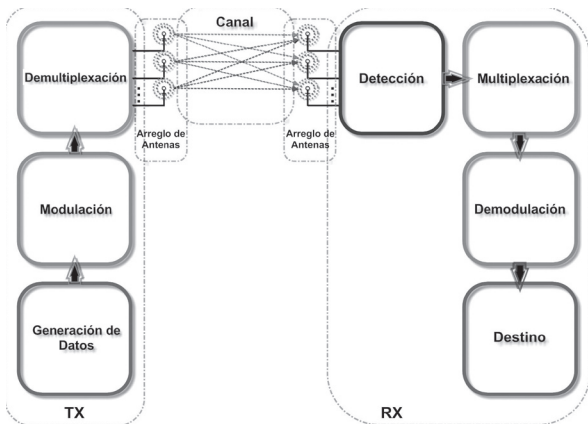 Canal
Demultiplexación
Detección
Multiplexación
Arreglo de
Antenas
Arreglo de
Antenas
Modulación
Demodulación
Generación de
Datos
Destino
TX
RX